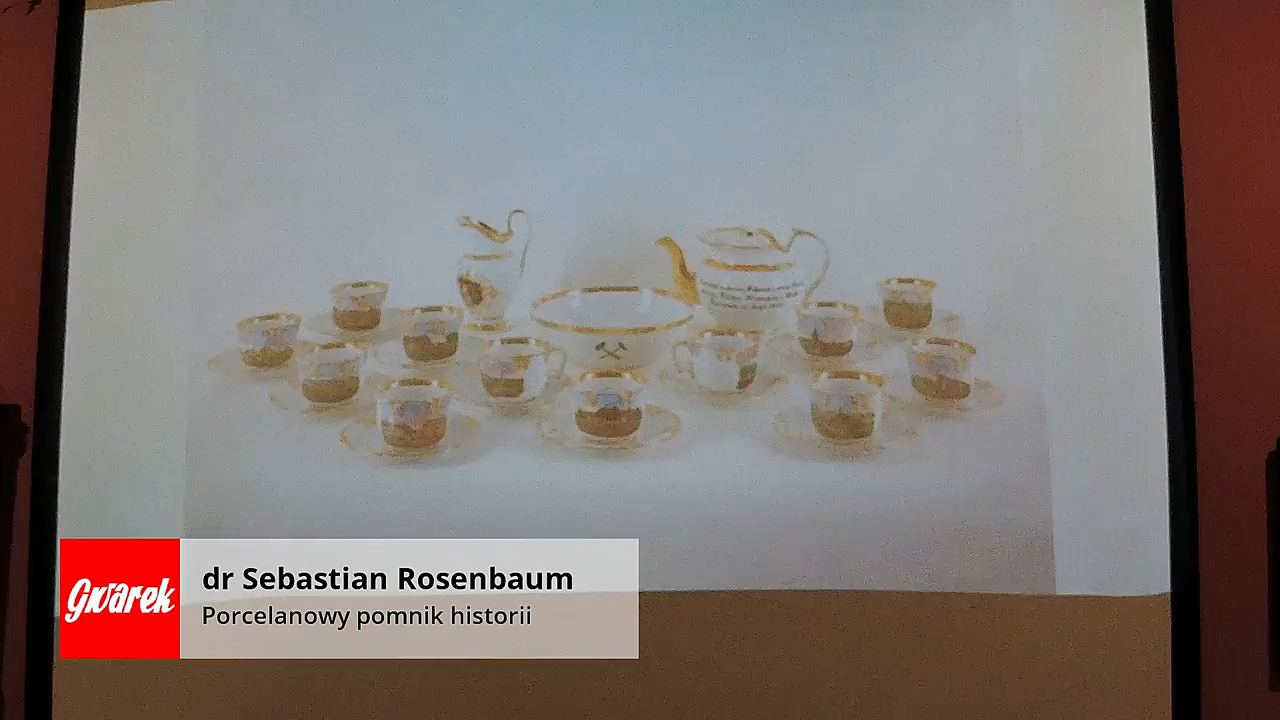 Gwarek
dr Sebastian Rosenbaum
Porcelanowy pomnik historii